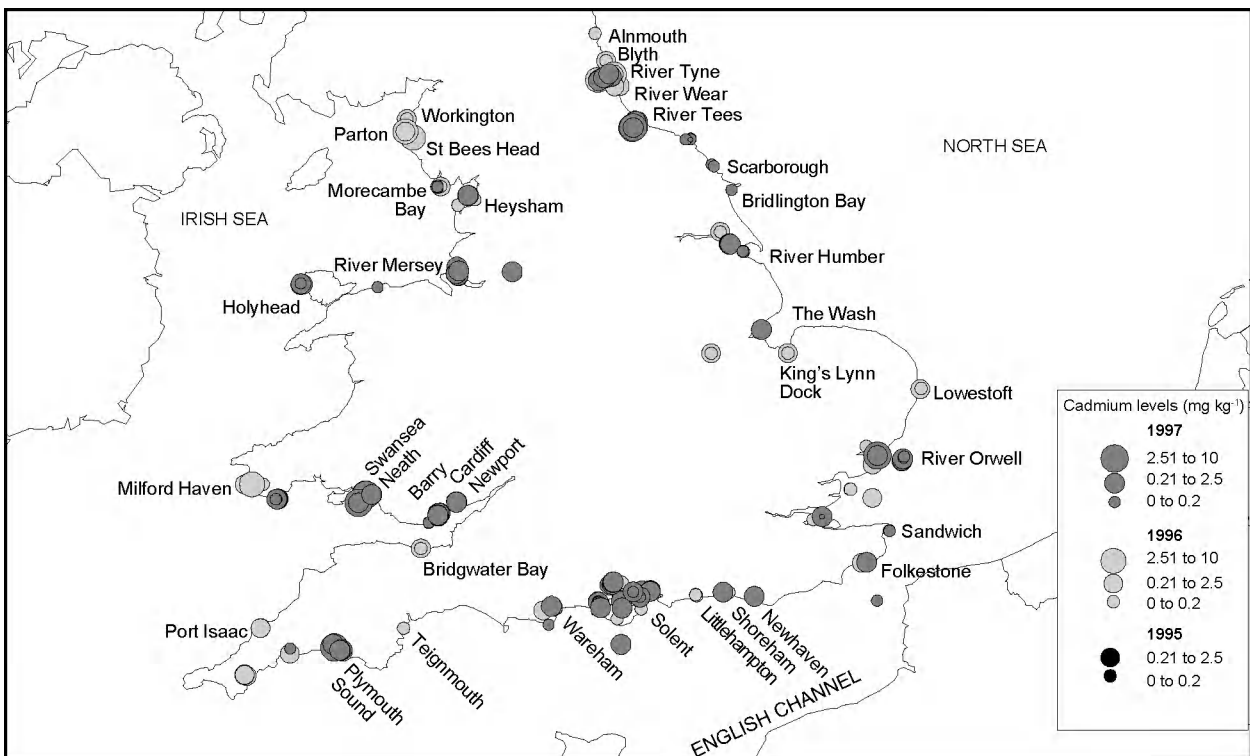 Alnmouth
Blyth
River Tyne
River Wear
River Tees
Workington
Parton
St Bees Head
NORTH SEA
Scarborough
Morecambe
Bay
Heysham
Bridlington Bay
IRISH SEA
River Humber
River Mersey
Holyhead
The Wash
King's Lynn
Dock
Lowestoft
Swansea
Neath
Barry
Cardiff
Newport
Milford Haven
River Orwell
Sandwich
Bridgwater Bay
Folkestone
Port Isaac
Teignmouth
Plymouth
Sound
Wareham
Solent
Littlehampton
Shoreham
Newhaven
ENGLISH CHANNEL
Cadmium levels (mg kg⁻¹)
1997
2.51 to 10
0.21 to 2.5
0 to 0.2
1996
2.51 to 10
0.21 to 2.5
0 to 0.2
1995
0.21 to 2.5
0 to 0.2